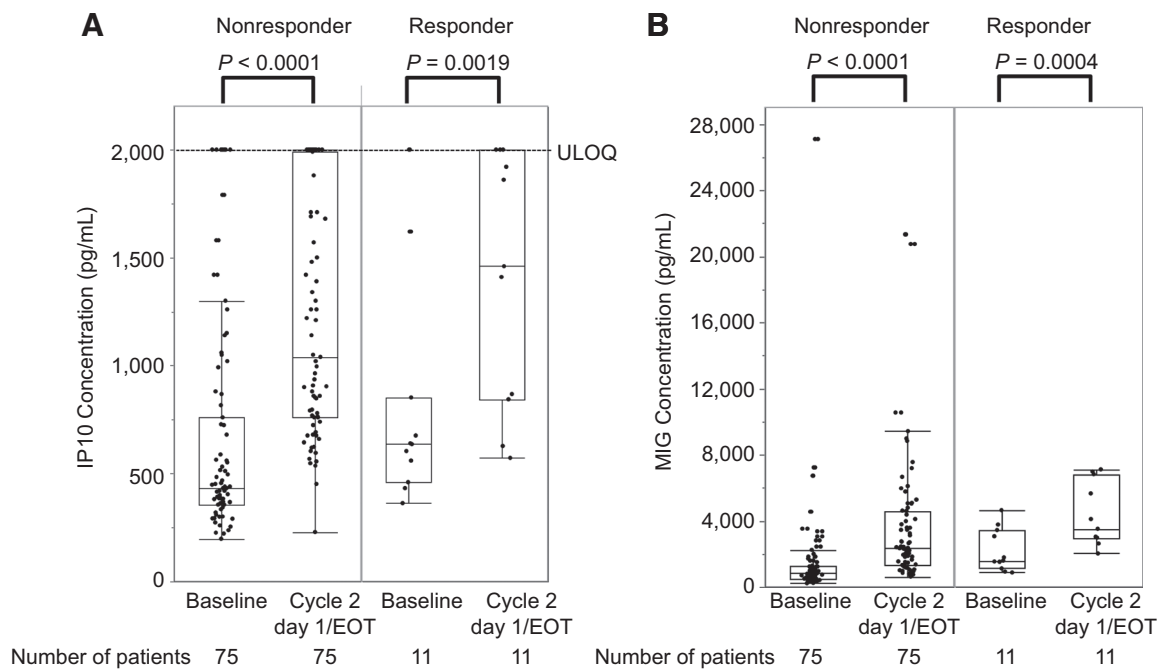 A
Nonresponder Responder
P < 0.0001 P = 0.0019
2,000
1,500
1,000
500
0
ULOQ
IP10 Concentration (pg/mL)
Baseline Cycle 2 Baseline Cycle 2
day 1/EOT day 1/EOT
Number of patients 75 75 11 11
B
Nonresponder Responder
P < 0.0001 P = 0.0004
28,000
24,000
20,000
16,000
12,000
8,000
4,000
0
MIG Concentration (pg/mL)
Baseline Cycle 2 Baseline Cycle 2
day 1/EOT day 1/EOT
Number of patients 75 75 11 11